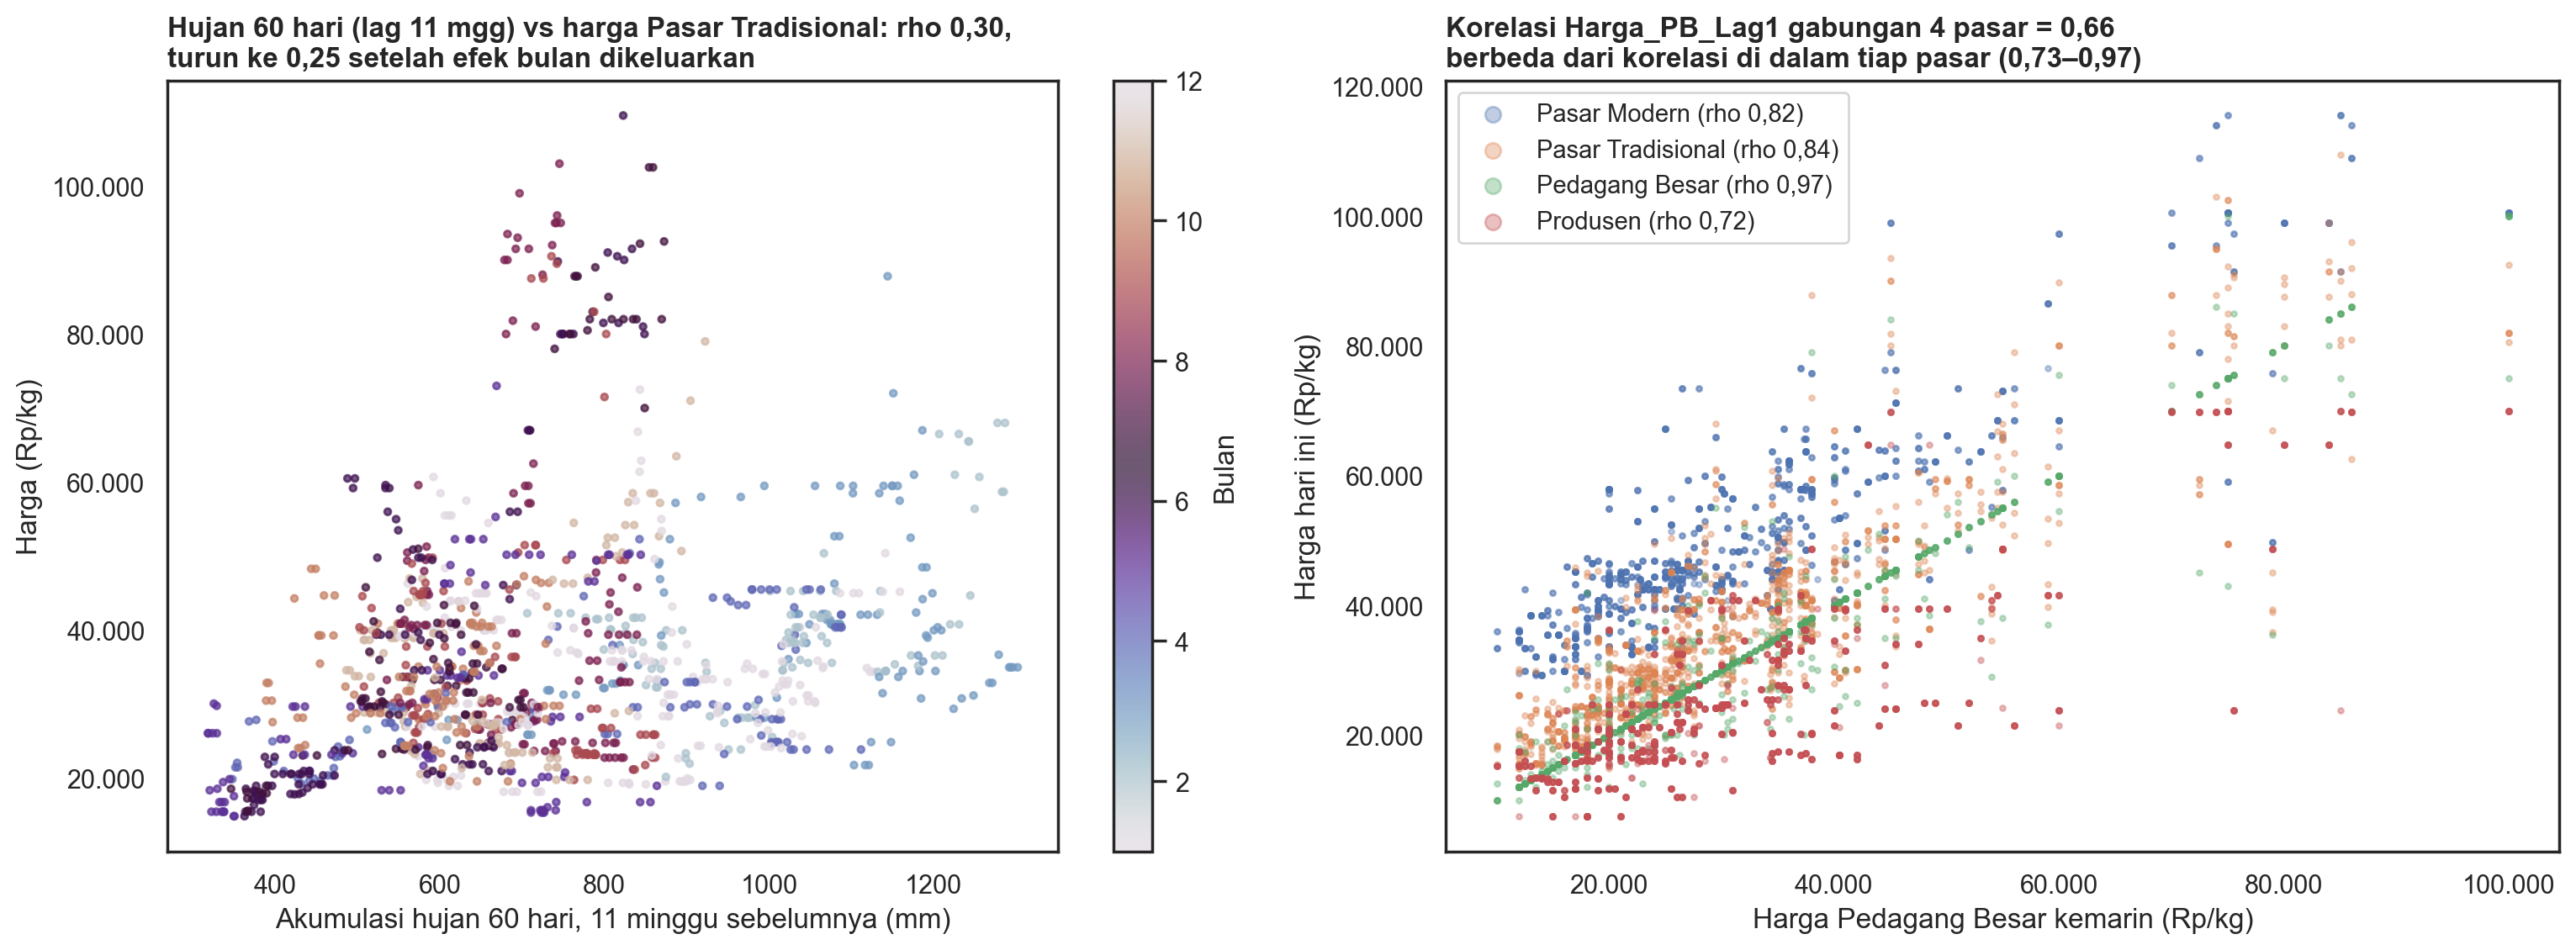 Hujan 60 hari (lag 11 mgg) vs harga Pasar Tradisional: rho 0,30,
turun ke 0,25 setelah efek bulan dikeluarkan
Harga (Rp/kg)
100.000
80.000
60.000
40.000
20.000
400
600
800
1000
1200
Akumulasi hujan 60 hari, 11 minggu sebelumnya (mm)
12
10
8
6
4
2
Bulan
Korelasi Harga_PB_Lag1 gabungan 4 pasar = 0,66
berbeda dari korelasi di dalam tiap pasar (0,73–0,97)
Harga hari ini (Rp/kg)
120.000
100.000
80.000
60.000
40.000
20.000
Pasar Modern (rho 0,82)
Pasar Tradisional (rho 0,84)
Pedagang Besar (rho 0,97)
Produsen (rho 0,72)
20.000
40.000
60.000
80.000
100.000
Harga Pedagang Besar kemarin (Rp/kg)